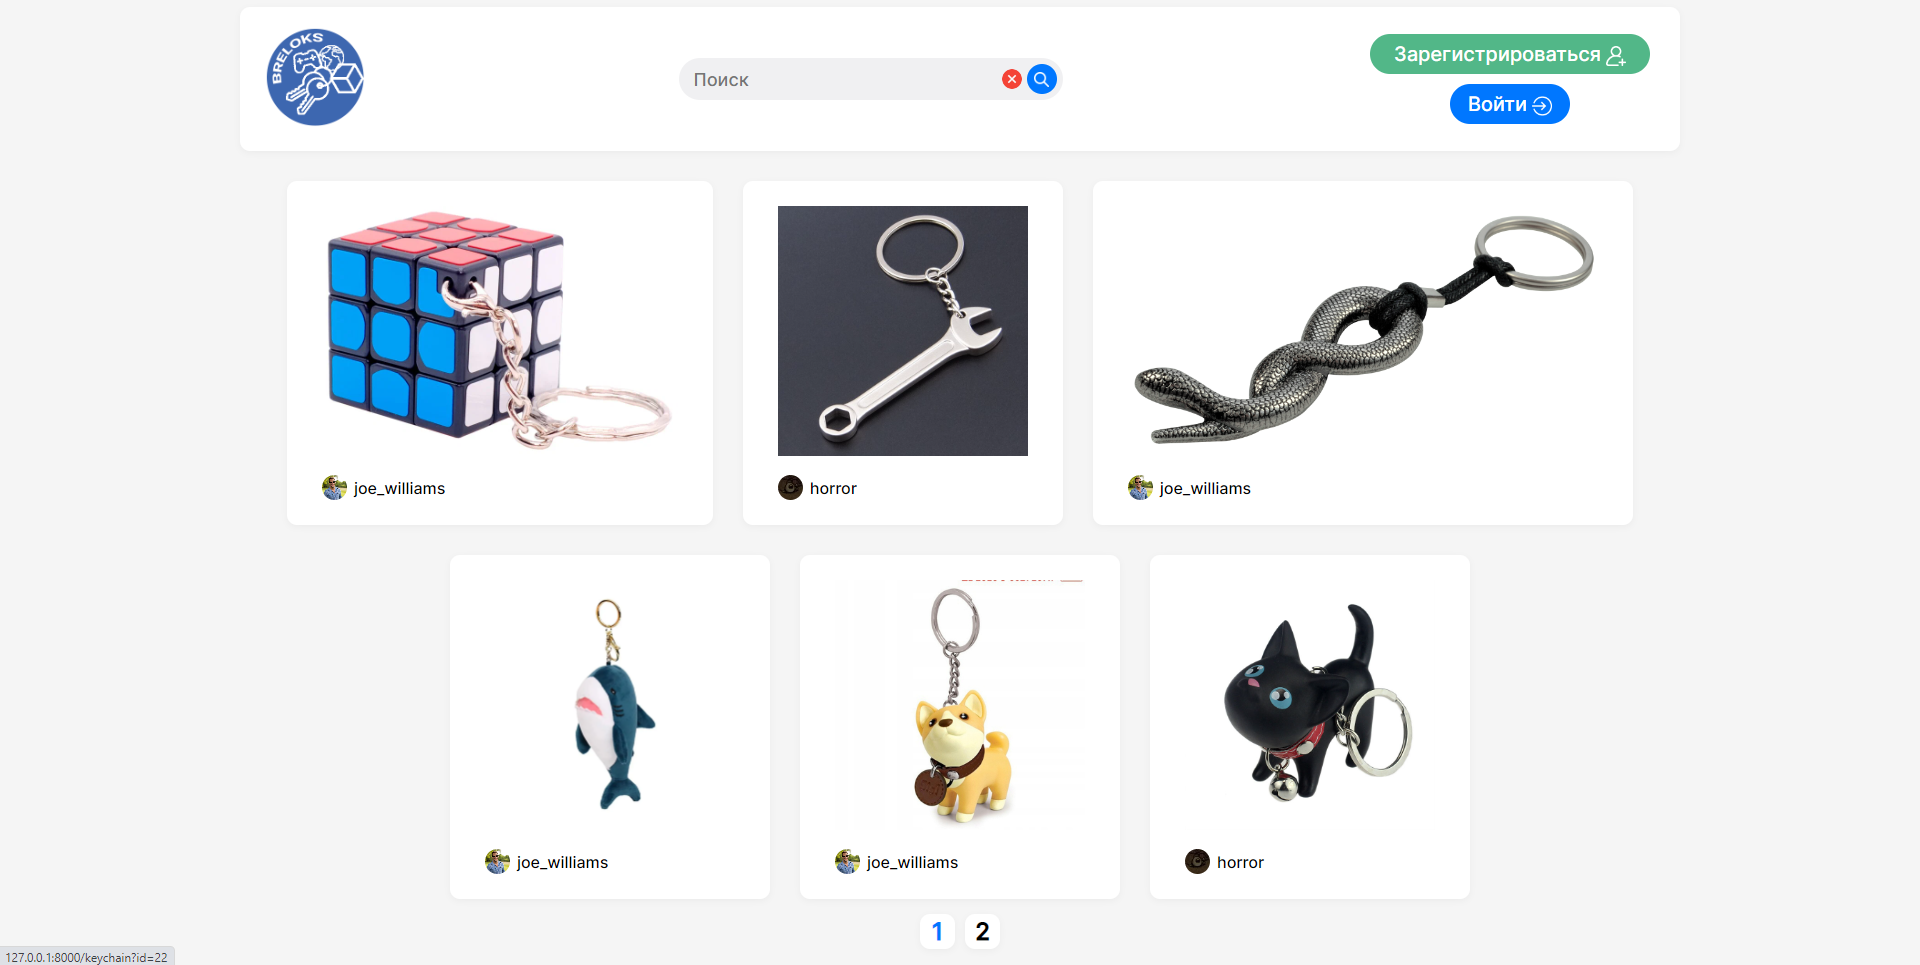 BRELOKS
Поиск
Зарегистрироваться
Войти
joe_williams
horror
joe_williams
joe_williams
joe_williams
horror
1 2
127.0.0.1:8000/keychain?id=22